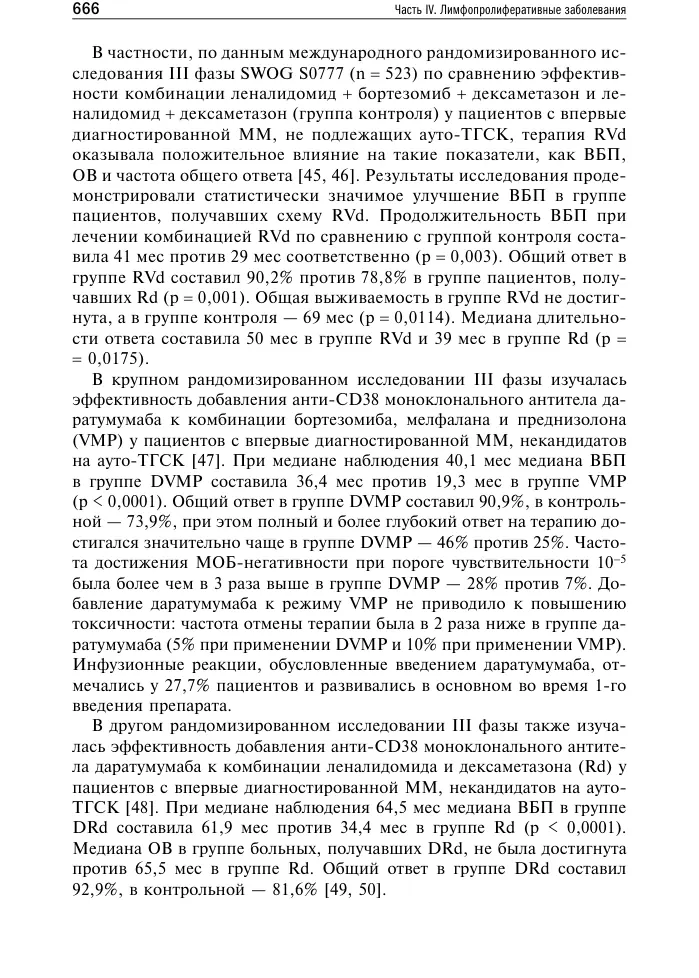 666
Часть IV. Лимфопролиферативные заболевания
В частности, по данным международного рандомизированного ис-
следования III фазы SWOG S0777 (n = 523) по сравнению эффектив-
ности комбинации леналидомид + бортезомиб + дексаметазон и ле-
налидомид + дексаметазон (группа контроля) у пациентов с впервые
диагностированной ММ, не подлежащих ауто-ТГСК, терапия RVd
оказывала положительное влияние на такие показатели, как ВБП,
ОВ и частота общего ответа [45, 46]. Результаты исследования проде-
монстрировали статистически значимое улучшение ВБП в группе
пациентов, получавших схему RVd. Продолжительность ВБП при
лечении комбинацией RVd по сравнению с группой контроля соста-
вила 41 мес против 29 мес соответственно (p = 0,003). Общий ответ в
группе RVd составил 90,2% против 78,8% в группе пациентов, полу-
чавших Rd (p = 0,001). Общая выживаемость в группе RVd не достиг-
нута, а в группе контроля — 69 мес (p = 0,0114). Медиана длительно-
сти ответа составила 50 мес в группе RVd и 39 мес в группе Rd (p =
= 0,0175).
В крупном рандомизированном исследовании III фазы изучалась
эффективность добавления анти-CD38 моноклонального антитела да-
ратумумаба к комбинации бортезомиба, мелфалана и преднизолона
(VMP) у пациентов с впервые диагностированной ММ, некандидатов
на ауто-ТГСК [47]. При медиане наблюдения 40,1 мес медиана ВБП
в группе DVMP составила 36,4 мес против 19,3 мес в группе VMP
(p < 0,0001). Общий ответ в группе DVMP составил 90,9%, в контроль-
ной — 73,9%, при этом полный и более глубокий ответ на терапию до-
стигался значительно чаще в группе DVMP — 46% против 25%. Часто-
та достижения МОБ-негативности при пороге чувствительности 10⁻⁵
была более чем в 3 раза выше в группе DVMP — 28% против 7%. До-
бавление даратумумаба к режиму VMP не приводило к повышению
токсичности: частота отмены терапии была в 2 раза ниже в группе да-
ратумумаба (5% при применении DVMP и 10% при применении VMP).
Инфузионные реакции, обусловленные введением даратумумаба, от-
мечались у 27,7% пациентов и развивались в основном во время 1-го
введения препарата.
В другом рандомизированном исследовании III фазы также изуча-
лась эффективность добавления анти-CD38 моноклонального антите-
ла даратумумаба к комбинации леналидомида и дексаметазона (Rd) у
пациентов с впервые диагностированной ММ, некандидатов на ауто-
ТГСК [48]. При медиане наблюдения 64,5 мес медиана ВБП в группе
DRd составила 61,9 мес против 34,4 мес в группе Rd (p < 0,0001).
Медиана ОВ в группе больных, получавших DRd, не была достигнута
против 65,5 мес в группе Rd. Общий ответ в группе DRd составил
92,9%, в контрольной — 81,6% [49, 50].